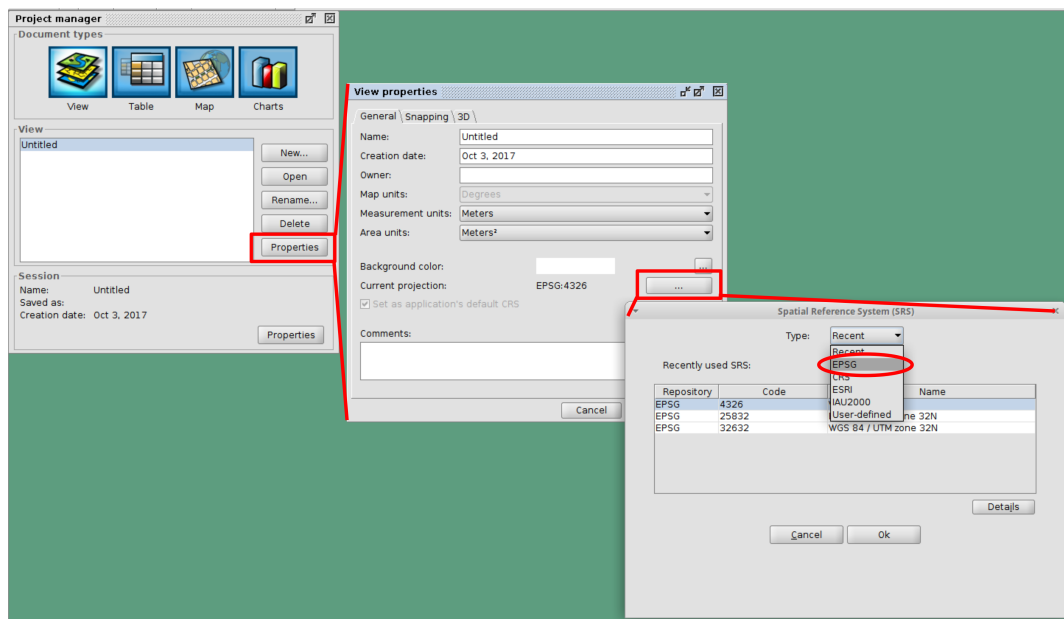 Project manager
Document types
View Table Map Charts
View
Untitled
New...
Open
Rename...
Delete
Properties
Session
Name: Untitled
Saved as:
Creation date: Oct 3, 2017
Properties
View properties
General Snapping 3D
Name: Untitled
Creation date: Oct 3, 2017
Owner:
Map units: Degrees
Measurement units: Meters
Area units: Meters²
Background color: ...
Current projection: EPSG:4326 ...
Set as application's default CRS
Comments:
Cancel
Spatial Reference System (SRS)
Type: Recent
Recent
EPSG
CRS
ESRI
IAU2000
User-defined
Recently used SRS:
Repository Code Name
EPSG 4326
EPSG 25832 ne 32N
EPSG 32632 WGS 84 / UTM zone 32N
Details
Cancel Ok